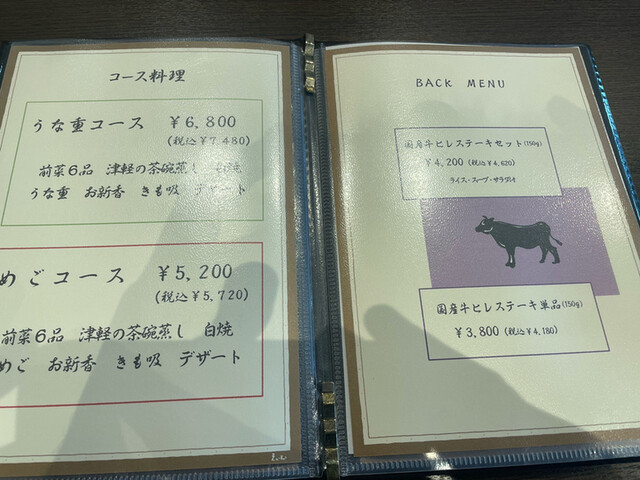 コース料理
うな重コース ￥6,800
(税込￥7,480)
前菜6品 津軽の茶碗蒸し 白焼
うな重 お新香 きも吸 デザート
めごコース ￥5,200
(税込￥5,720)
前菜6品 津軽の茶碗蒸し 白焼
めご お新香 きも吸 デザート
BACK MENU
国産牛ヒレステーキセット(150g)
￥4,200 (税込￥4,620)
ライス・スープ・サラダ付
国産牛ヒレステーキ単品(150g)
￥3,800 (税込￥4,180)